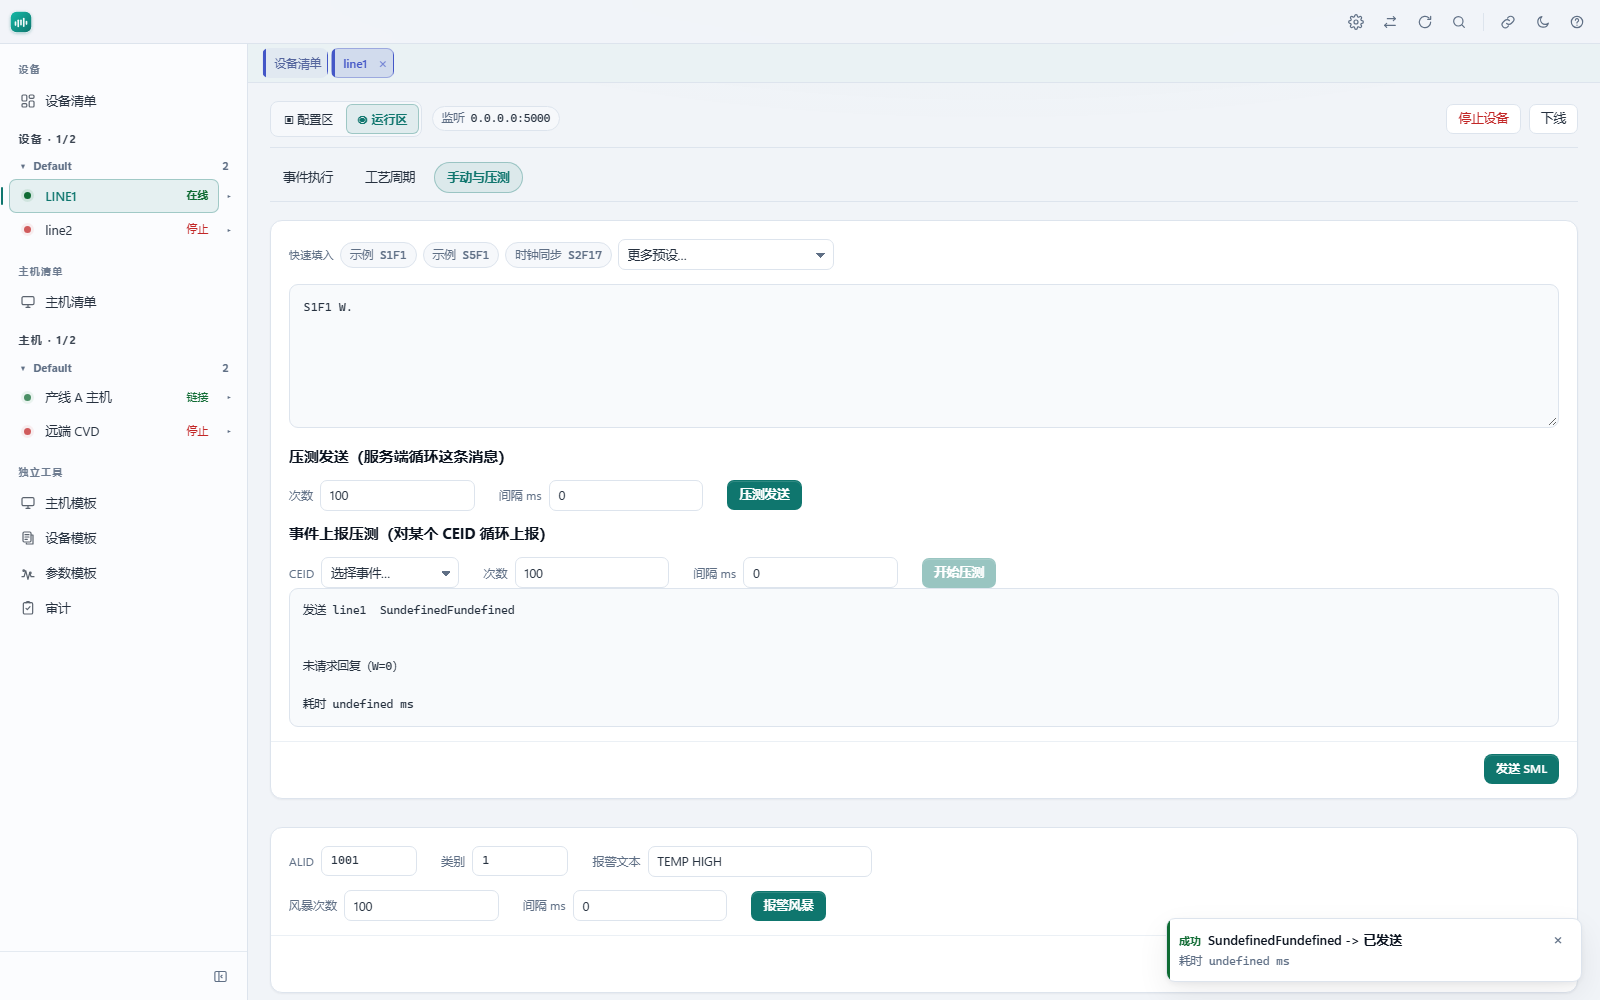 设备
设备清单
设备 · 1/2
Default 2
LINE1 在线
line2 停止
主机清单
主机清单
主机 · 1/2
Default 2
产线 A 主机 链接
远端 CVD 停止
独立工具
主机模板
设备模板
参数模板
审计
设备清单 line1 ×
配置区 运行区 监听 0.0.0.0:5000 停止设备 下线
事件执行 工艺周期 手动与压测
快速填入 示例 S1F1 示例 S5F1 时钟同步 S2F17 更多预设...
S1F1 W.
压测发送（服务端循环这条消息）
次数 100 间隔 ms 0 压测发送
事件上报压测（对某个 CEID 循环上报）
CEID 选择事件... 次数 100 间隔 ms 0 开始压测
发送 line1 SundefinedFundefined
未请求回复（W=0）
耗时 undefined ms
发送 SML
ALID 1001 类别 1 报警文本 TEMP HIGH
风暴次数 100 间隔 ms 0 报警风暴
成功 SundefinedFundefined -> 已发送 ×
耗时 undefined ms